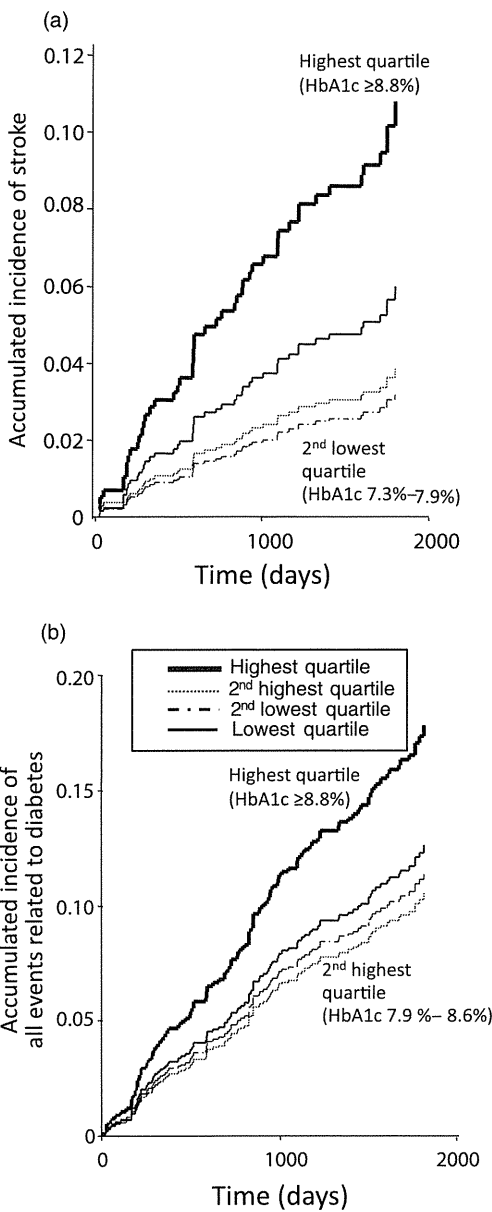 (a)
Accumulated incidence of stroke
0.12
0.10
0.08
0.06
0.04
0.02
0
Highest quartile
(HbA1c ≥8.8%)
2nd lowest
quartile
(HbA1c 7.3%–7.9%)
0
1000
2000
Time (days)
(b)
Accumulated incidence of
all events related to diabetes
0.20
0.15
0.10
0.05
0
Highest quartile
2nd highest quartile
2nd lowest quartile
Lowest quartile
Highest quartile
(HbA1c ≥8.8%)
2nd highest
quartile
(HbA1c 7.9 %– 8.6%)
0
1000
2000
Time (days)